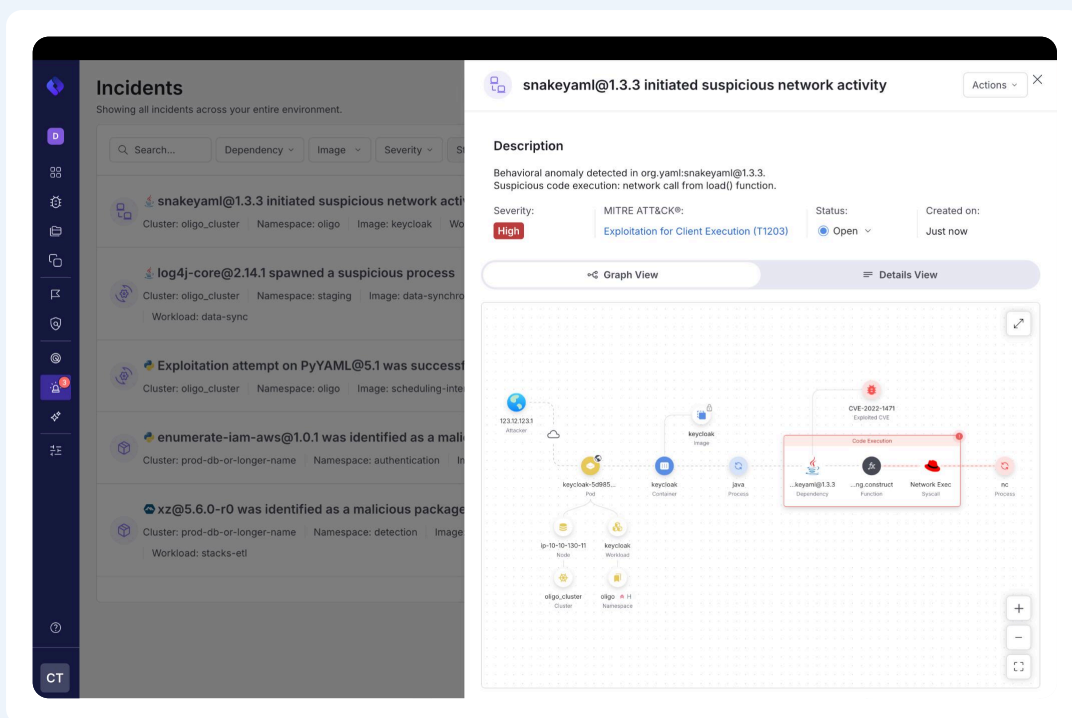 D
3
CT
Incidents
Showing all incidents across your entire environment.
Search...
Dependency
Image
Severity
snakeyaml@1.3.3 initiated suspicious network acti
Cluster: oligo_cluster Namespace: oligo Image: keycloak Wo
log4j-core@2.14.1 spawned a suspicious process
Cluster: oligo_cluster Namespace: staging Image: data-synchro
Workload: data-sync
Exploitation attempt on PyYAML@5.1 was successf
Cluster: oligo_cluster Namespace: oligo Image: scheduling-inte
enumerate-iam-aws@1.0.1 was identified as a mali
Cluster: prod-db-or-longer-name Namespace: authentication
xz@5.6.0-r0 was identified as a malicious package
Cluster: prod-db-or-longer-name Namespace: detection Image
Workload: stacks-etl
snakeyaml@1.3.3 initiated suspicious network activity
Actions
Description
Behavioral anomaly detected in org.yaml:snakeyaml@1.3.3.
Suspicious code execution: network call from load() function.
Severity: MITRE ATT&CK®: Status: Created on:
High Exploitation for Client Execution (T1203) Open Just now
Graph View
Details View
123.12.123.1
Attacker
CVE-2022-1471
Exploited CVE
keycloak
Image
Code Execution
keycloak-5d985...
Pod
keycloak
Container
java
Process
...keyaml@1.3.3
Dependency
...ng.construct
Function
Network Exec
Syscall
nc
Process
ip-10-10-130-11
Node
keycloak
Workload
oligo_cluster
Cluster
oligo H
Namespace